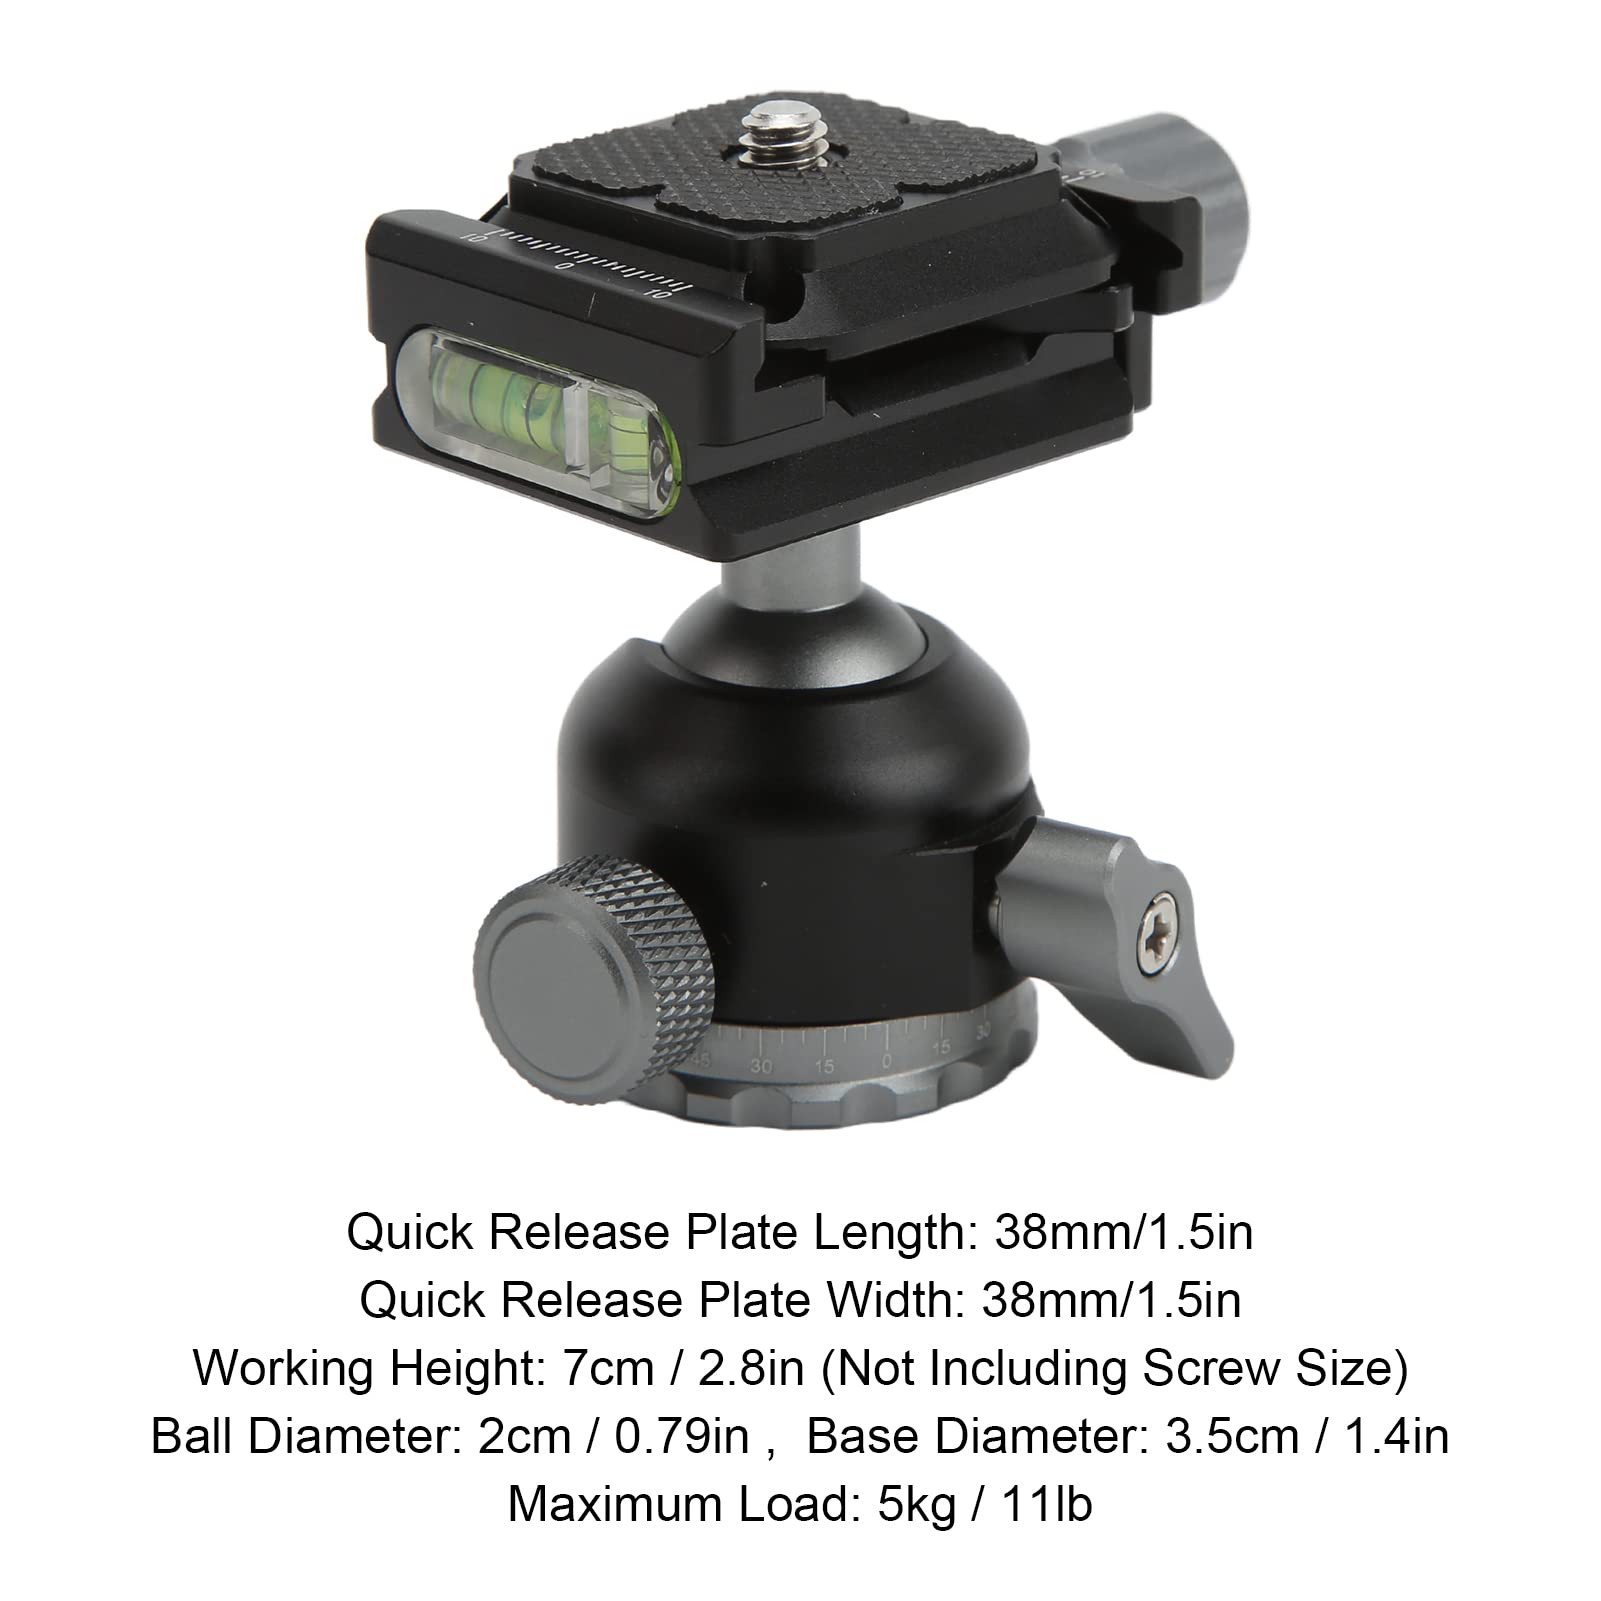 10 0 10
45 30 15 0 15 30
Quick Release Plate Length: 38mm/1.5in
Quick Release Plate Width: 38mm/1.5in
Working Height: 7cm / 2.8in (Not Including Screw Size)
Ball Diameter: 2cm / 0.79in ,  Base Diameter: 3.5cm / 1.4in
Maximum Load: 5kg / 11lb